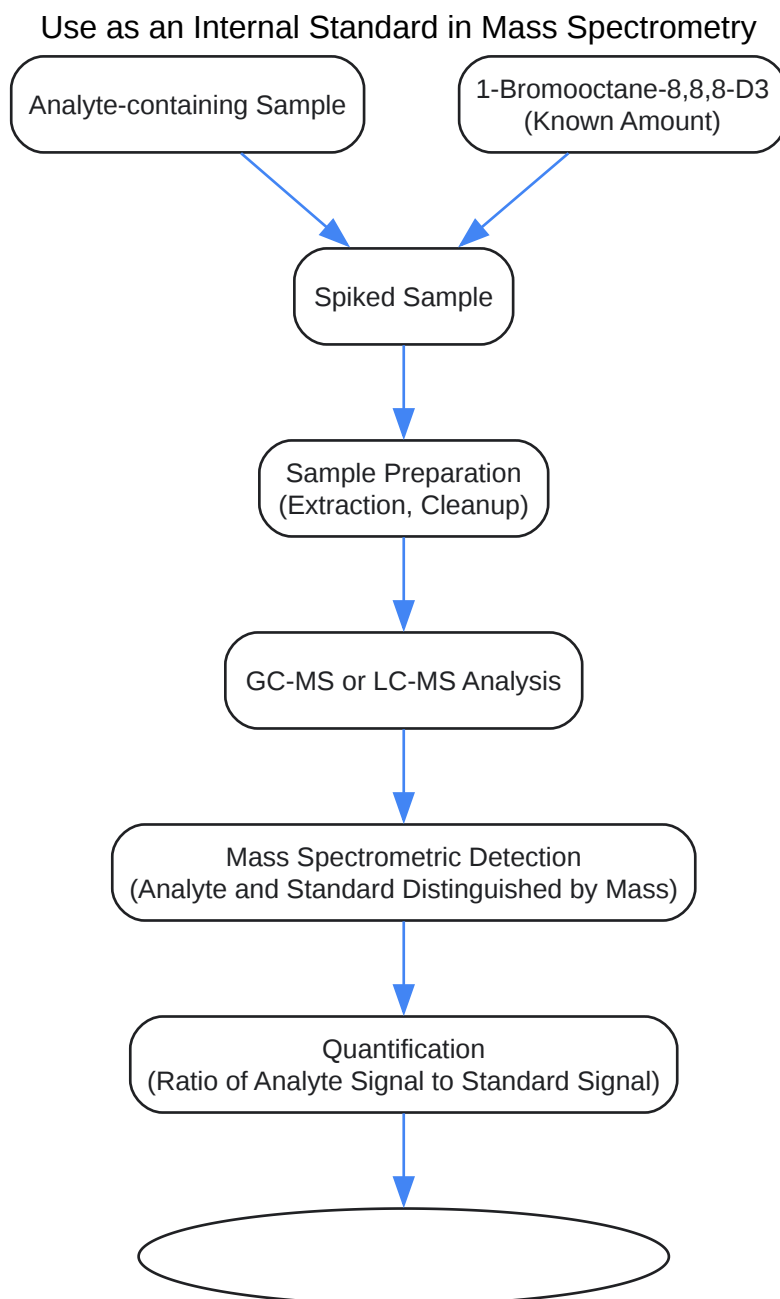 Use as an Internal Standard in Mass Spectrometry
Analyte-containing Sample
1-Bromooctane-8,8,8-D3
(Known Amount)
Spiked Sample
Sample Preparation
(Extraction, Cleanup)
GC-MS or LC-MS Analysis
Mass Spectrometric Detection
(Analyte and Standard Distinguished by Mass)
Quantification
(Ratio of Analyte Signal to Standard Signal)